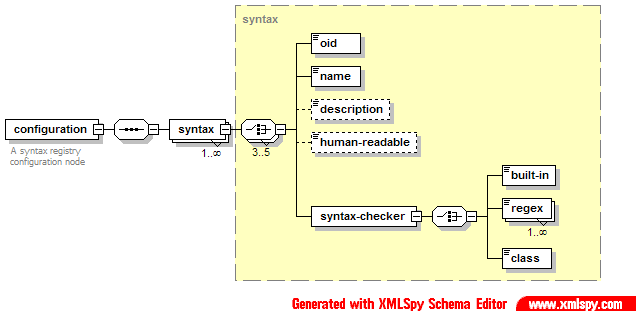 syntax
oid
name
description
human-readable
configuration
A syntax registry
configuration node
syntax
1..∞
3..5
syntax-checker
built-in
regex
1..∞
class
Generated with XMLSpy Schema Editor
www.xmlspy.com